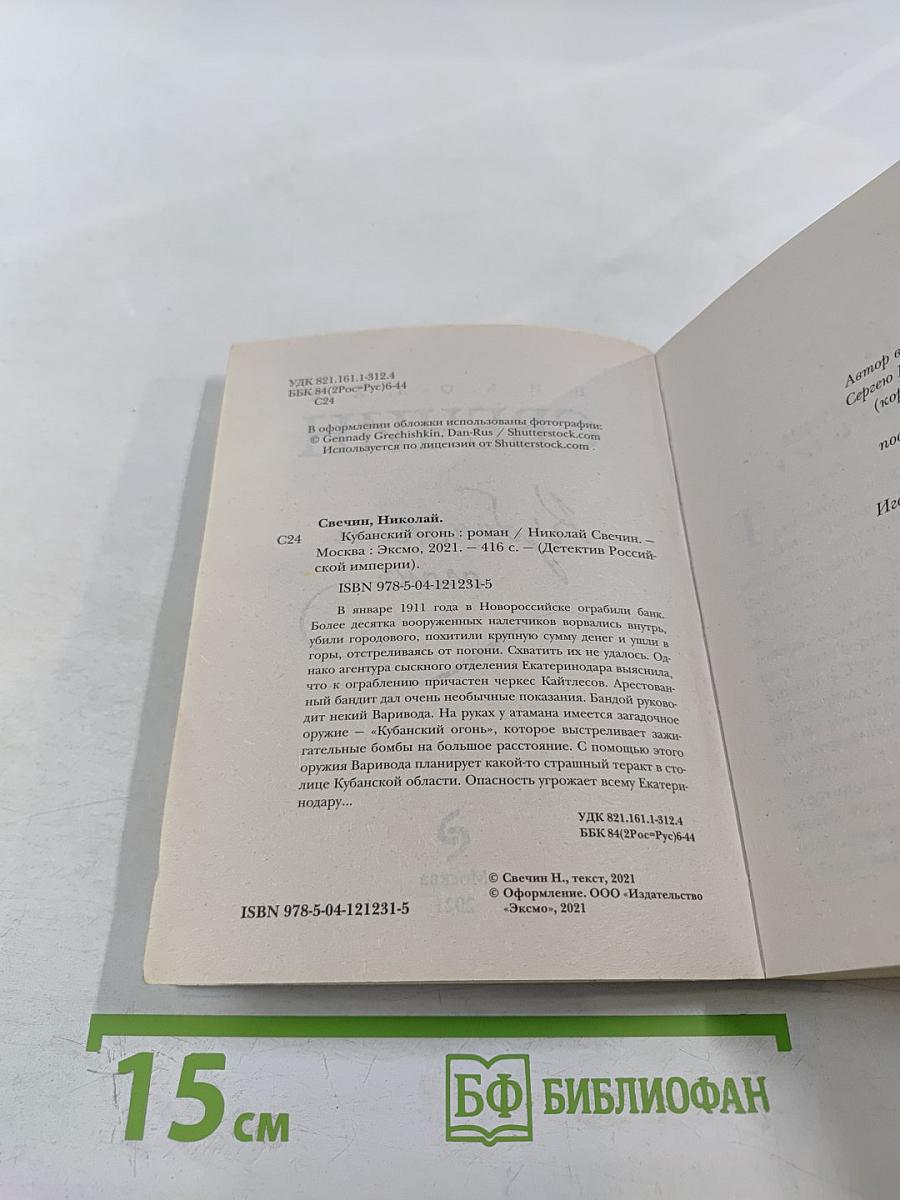 УДК 821.161.1-312.4
ББК 84(2Рос=Рус)6-44
С24
В оформлении обложки использованы фотографии:
© Gennady Grechishkin, Dan-Rus / Shutterstock.com
Используется по лицензии от Shutterstock.com .
Свечин, Николай.
С24 Кубанский огонь : роман / Николай Свечин. –
Москва : Эксмо, 2021. – 416 с. – (Детектив Россий-
ской империи).
ISBN 978-5-04-121231-5
В январе 1911 года в Новороссийске ограбили банк.
Более десятка вооруженных налетчиков ворвались внутрь,
убили городового, похитили крупную сумму денег и ушли в
горы, отстреливаясь от погони. Схватить их не удалось. Од-
нако агентура сыскного отделения Екатеринодара выяснила,
что к ограблению причастен черкес Кайтлесов. Арестован-
ный бандит дал очень необычные показания. Бандой руково-
дит некий Варивода. На руках у атамана имеется загадочное
оружие – «Кубанский огонь», которое выстреливает зажи-
гательные бомбы на большое расстояние. С помощью этого
оружия Варивода планирует какой-то страшный теракт в сто-
лице Кубанской области. Опасность угрожает всему Екатери-
нодару...
УДК 821.161.1-312.4
ББК 84(2Рос=Рус)6-44
© Свечин Н., текст, 2021
© Оформление. ООО «Издательство
«Эксмо», 2021
ISBN 978-5-04-121231-5
Автор в
Сергею
(кор
пос
Иго
15 см
БФ БИБЛИОФАН